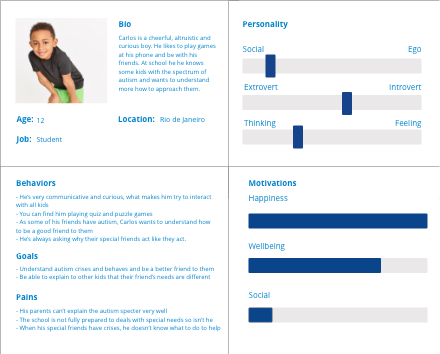 Bio
Carlos is a cheerful, altruistic and
curious boy. He likes to play games
at his phone and be with his
friends. At school he he knows
some kids with the spectrum of
autism and wants to understand
more how to approach them.
Age: 12
Location: Rio de Janeiro
Job: Student
Personality
Social Ego
Extrovert Introvert
Thinking Feeling
Behaviors
- He's very communicative and curious, what makes him try to interact
with all kids
- You can find him playing quiz and puzzle games
- As some of his friends have autism, Carlos wants to understand how
to be a good friend to them
- He's always asking why their special friends act like they act.
Goals
- Understand autism crises and behaves and be a better friend to them
- Be able to explain to other kids that their friend's needs are different
Pains
- His parents can't explain the autism specter very well
- The school is not fully prepared to deals with special needs so isn't he
- When his special friends have crises, he doesn't know what to do to help
Motivations
Happiness
Wellbeing
Social